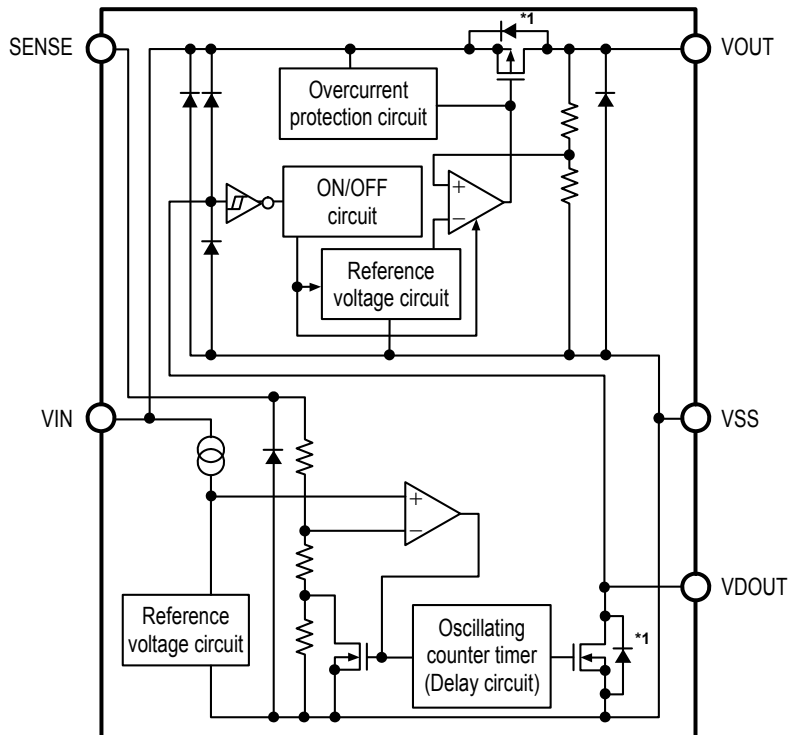 *1
SENSE
VOUT
Overcurrent
protection circuit
+
−
ON/OFF
circuit
Reference
voltage circuit
VIN
VSS
+
−
VDOUT
Reference
voltage circuit
Oscillating
counter timer
(Delay circuit)
*1